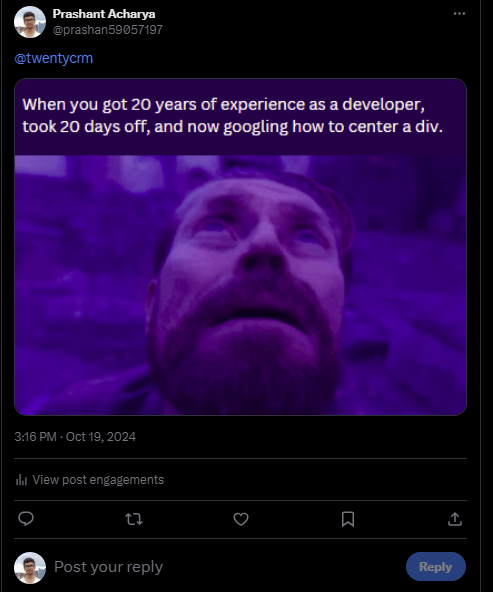 Prashant Acharya
@prashan59057197
@twentycrm
When you got 20 years of experience as a developer,
took 20 days off, and now googling how to center a div.
3:16 PM · Oct 19, 2024
View post engagements
Post your reply
Reply